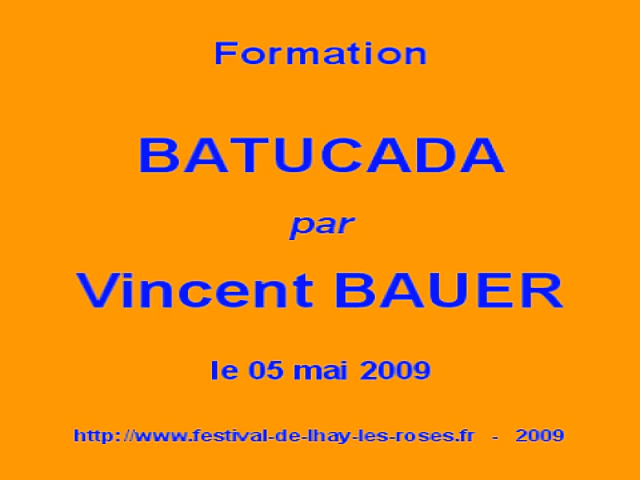 Formation
BATUCADA
par
Vincent BAUER
le 05 mai 2009
http://www.festival-de-lhay-les-roses.fr - 2009